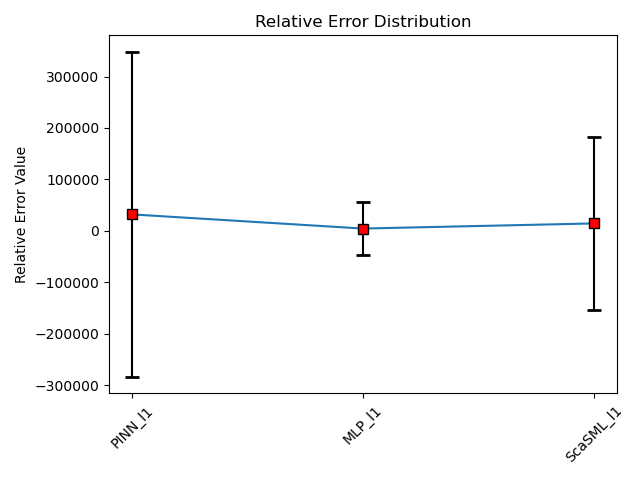 Relative Error Distribution
Relative Error Value
300000
200000
100000
0
−100000
−200000
−300000
PINN_l1
MLP_l1
ScaSML_l1